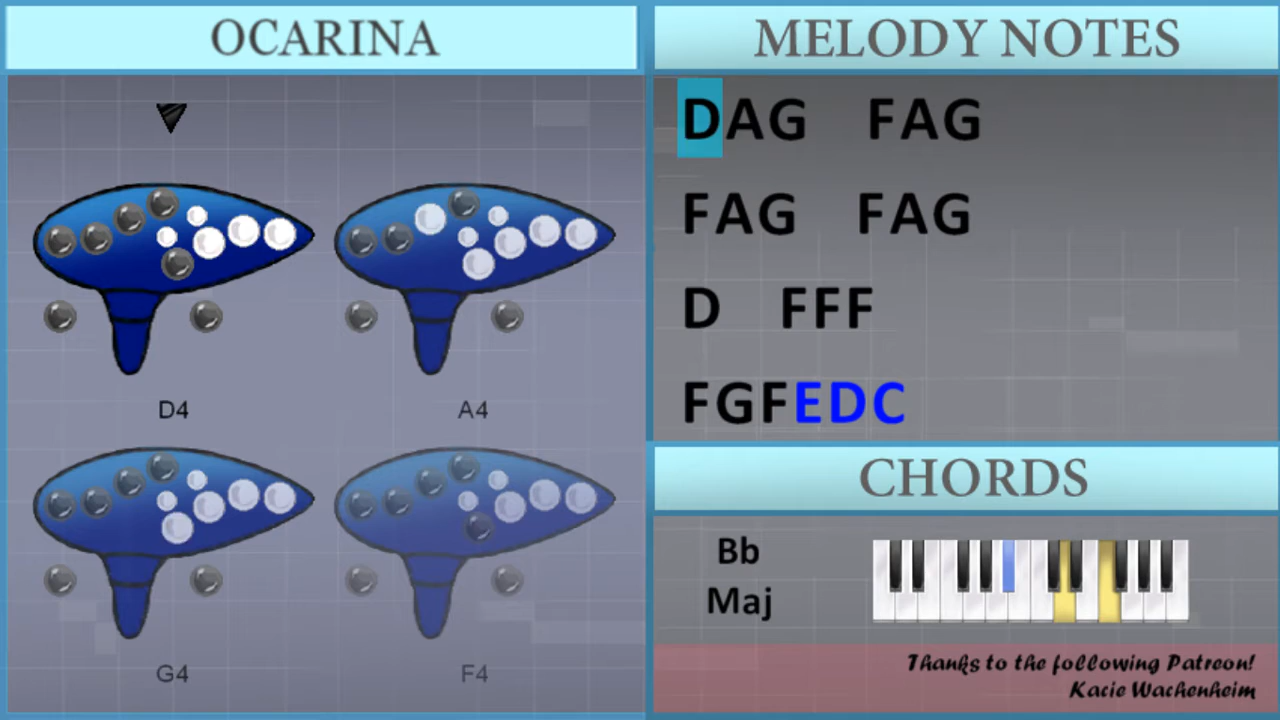 OCARINA
D4 A4
G4 F4
MELODY NOTES
DAG FAG
FAG FAG
D FFF
FGFEDC
CHORDS
Bb
Maj
Thanks to the following Patreon!
Kacie Wachenheim